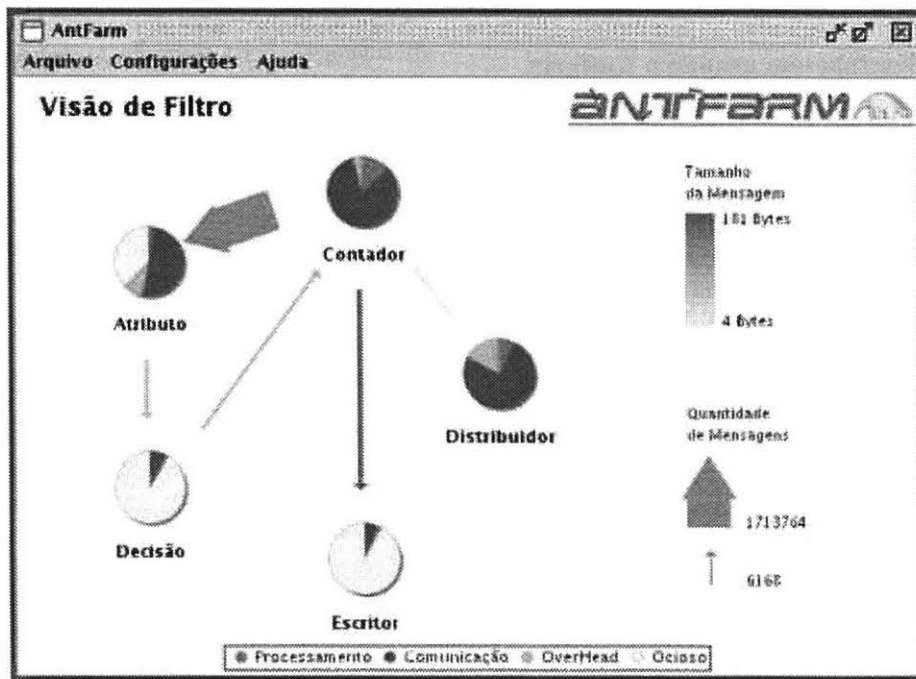 AntFarm
Arquivo Configurações Ajuda
Visão de Filtro
ANTFARM
Contador
Atributo
Distribuidor
Decisão
Escritor
Tamanho
da Mensagem
181 Bytes
4 Bytes
Quantidade
de Mensagens
1713764
6168
Processamento Comunicação OverHead Ocioso